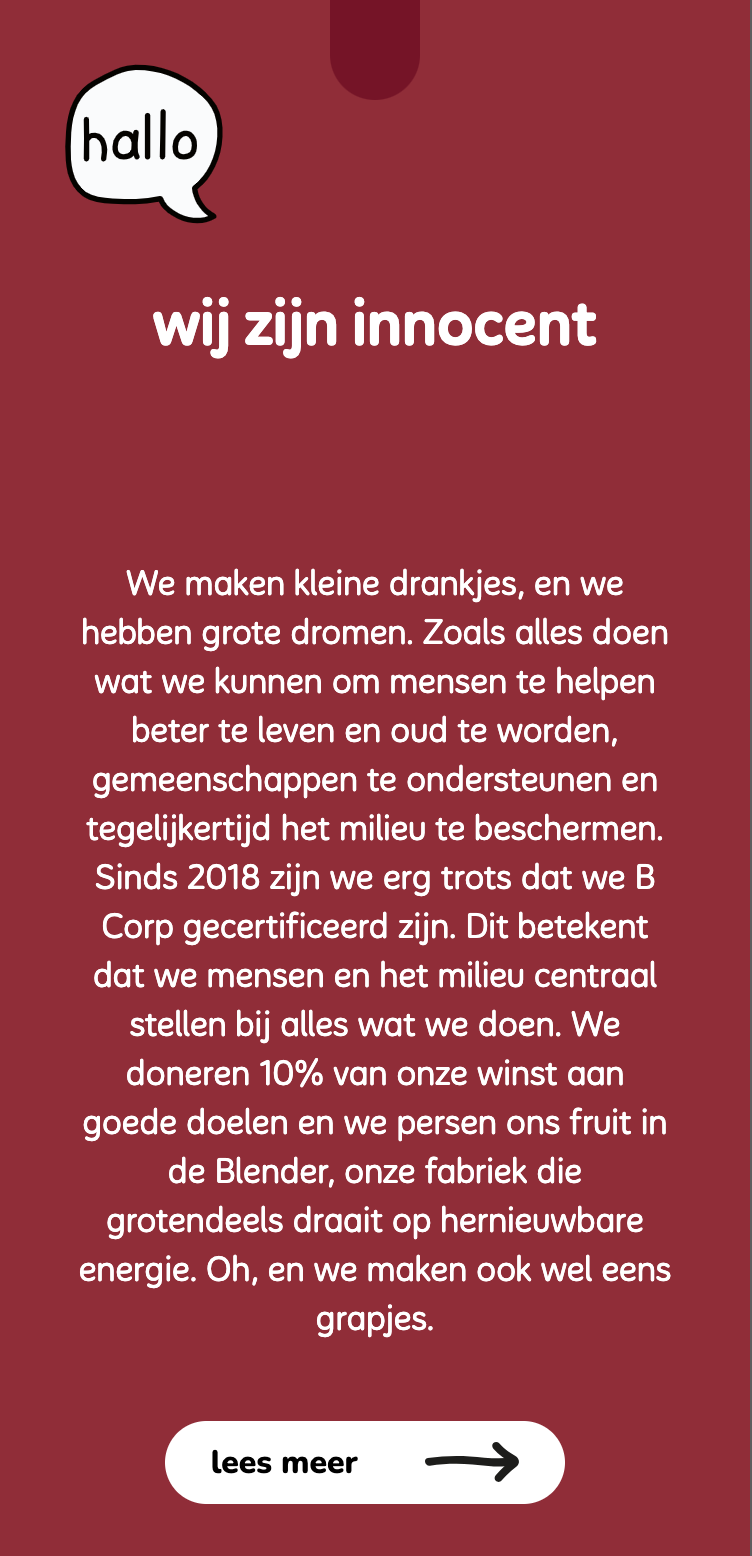 hallo
wij zijn innocent
We maken kleine drankjes, en we
hebben grote dromen. Zoals alles doen
wat we kunnen om mensen te helpen
beter te leven en oud te worden,
gemeenschappen te ondersteunen en
tegelijkertijd het milieu te beschermen.
Sinds 2018 zijn we erg trots dat we B
Corp gecertificeerd zijn. Dit betekent
dat we mensen en het milieu centraal
stellen bij alles wat we doen. We
doneren 10% van onze winst aan
goede doelen en we persen ons fruit in
de Blender, onze fabriek die
grotendeels draait op hernieuwbare
energie. Oh, en we maken ook wel eens
grapjes.
lees meer